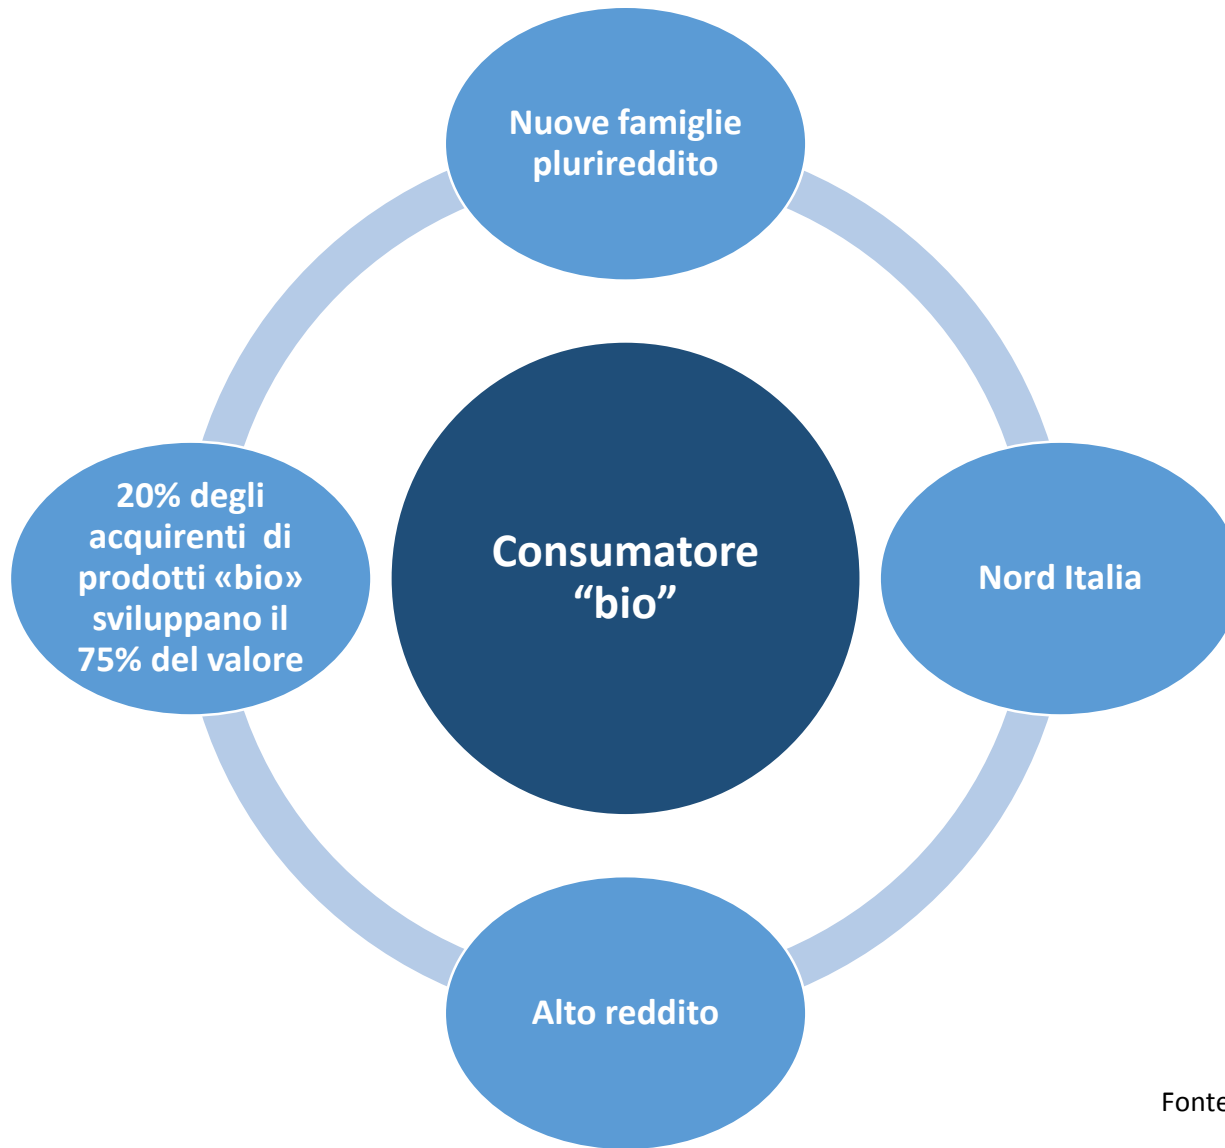 Nuove famiglie
plurireddito
20% degli
acquirenti di
prodotti «bio»
sviluppano il
75% del valore
Consumatore
“bio”
Nord Italia
Alto reddito
Fonte